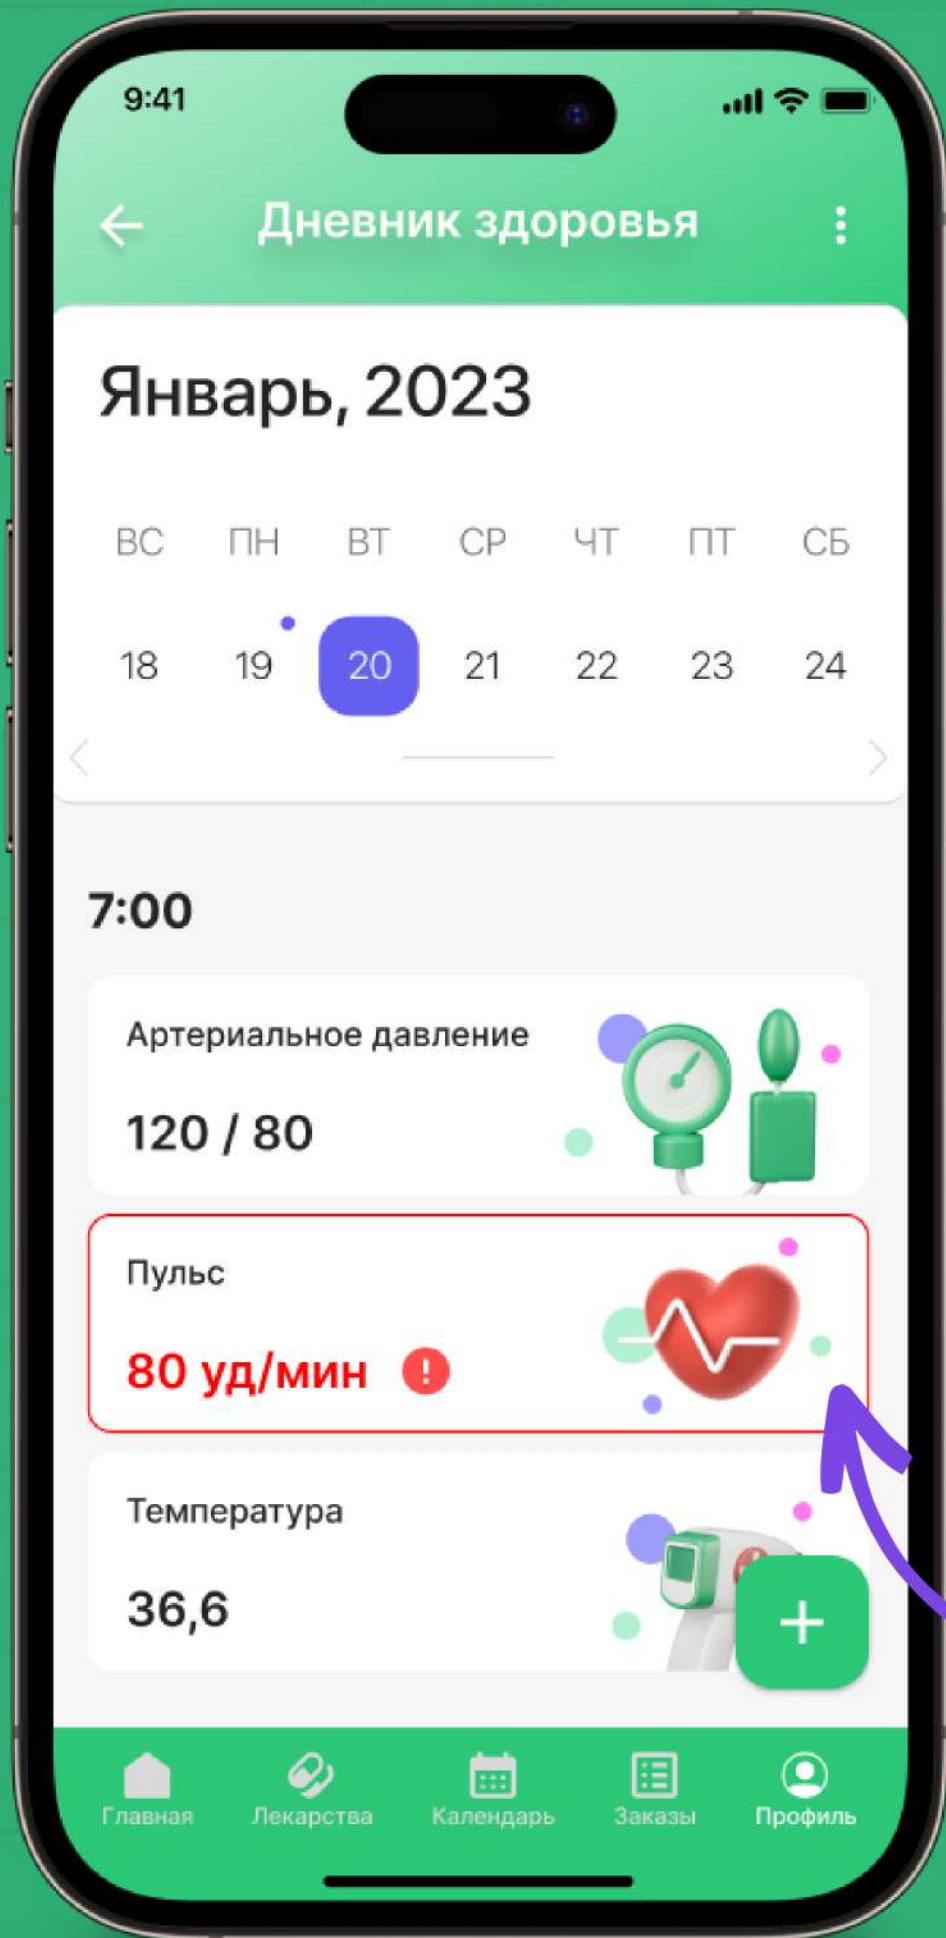 9:41
Дневник здоровья
Январь, 2023
ВС ПН ВТ СР ЧТ ПТ СБ
18 19 20 21 22 23 24
7:00
Артериальное давление
120 / 80
Пульс
80 уд/мин !
Температура
36,6
+
Главная Лекарства Календарь Заказы Профиль